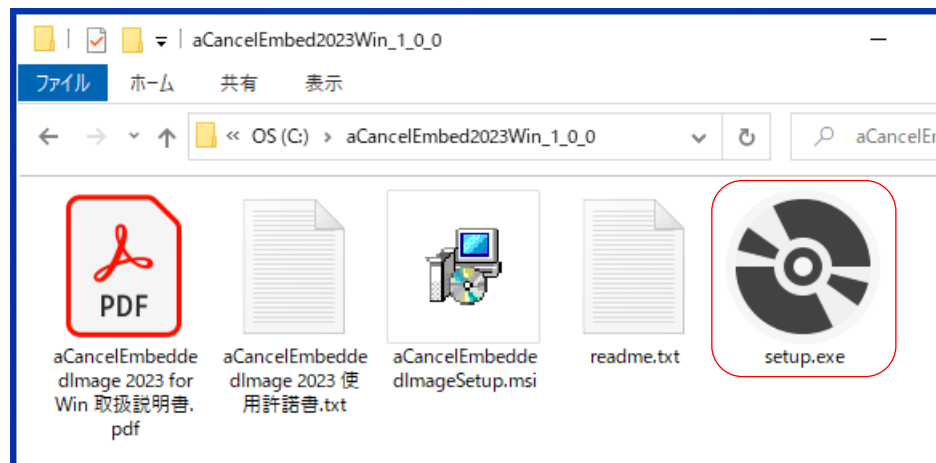 aCancelEmbed2023Win_1_0_0
ファイル ホーム 共有 表示
« OS (C:) › aCancelEmbed2023Win_1_0_0
PDF
aCancelEmbedde
dImage 2023 for
Win 取扱説明書.
pdf
aCancelEmbedde
dImage 2023 使
用許諾書.txt
aCancelEmbedde
dImageSetup.msi
readme.txt
setup.exe